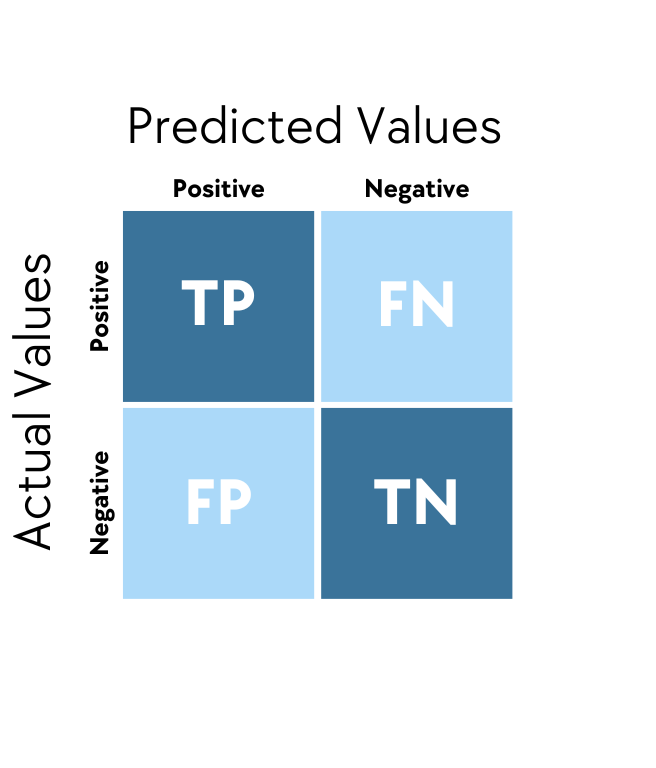 Predicted Values
Positive
Negative
Actual Values
Positive
TP
FN
Negative
FP
TN